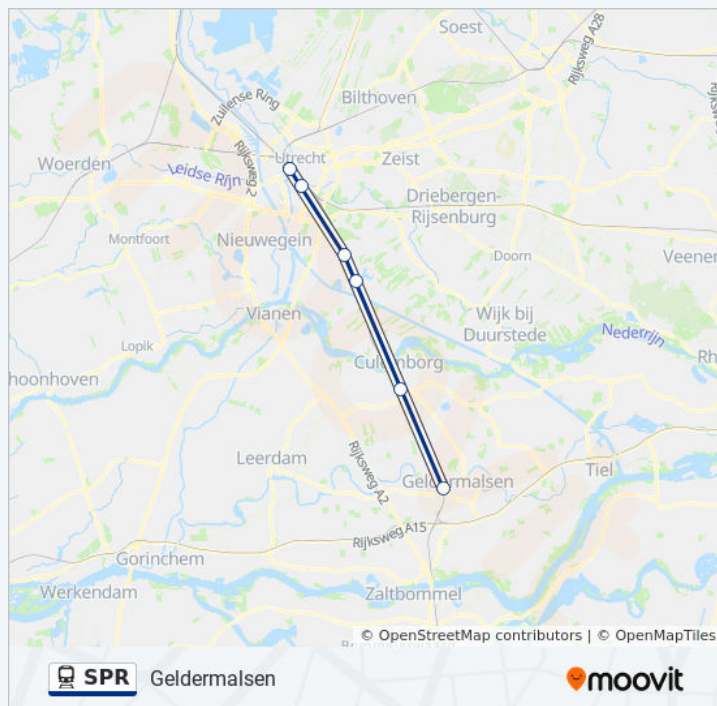 Soest
Rijksweg A28
Bilthoven
Zuilense Ring
Utrecht
Zeist
Woerden
Rijksweg 2
Leidse Rijn
Driebergen-
Rijsenburg
Montfoort
Nieuwegein
Doorn
Veenen
Vianen
Wijk bij
Duurstede
Nederrijn
Lopik
Culemborg
Rh
hoonhoven
Leerdam
Rijksweg A2
Geldermalsen
Tiel
Rijksweg A15
Gorinchem
Werkendam
Zaltbommel
© OpenStreetMap contributors | © OpenMapTiles
SPR Geldermalsen
moovit